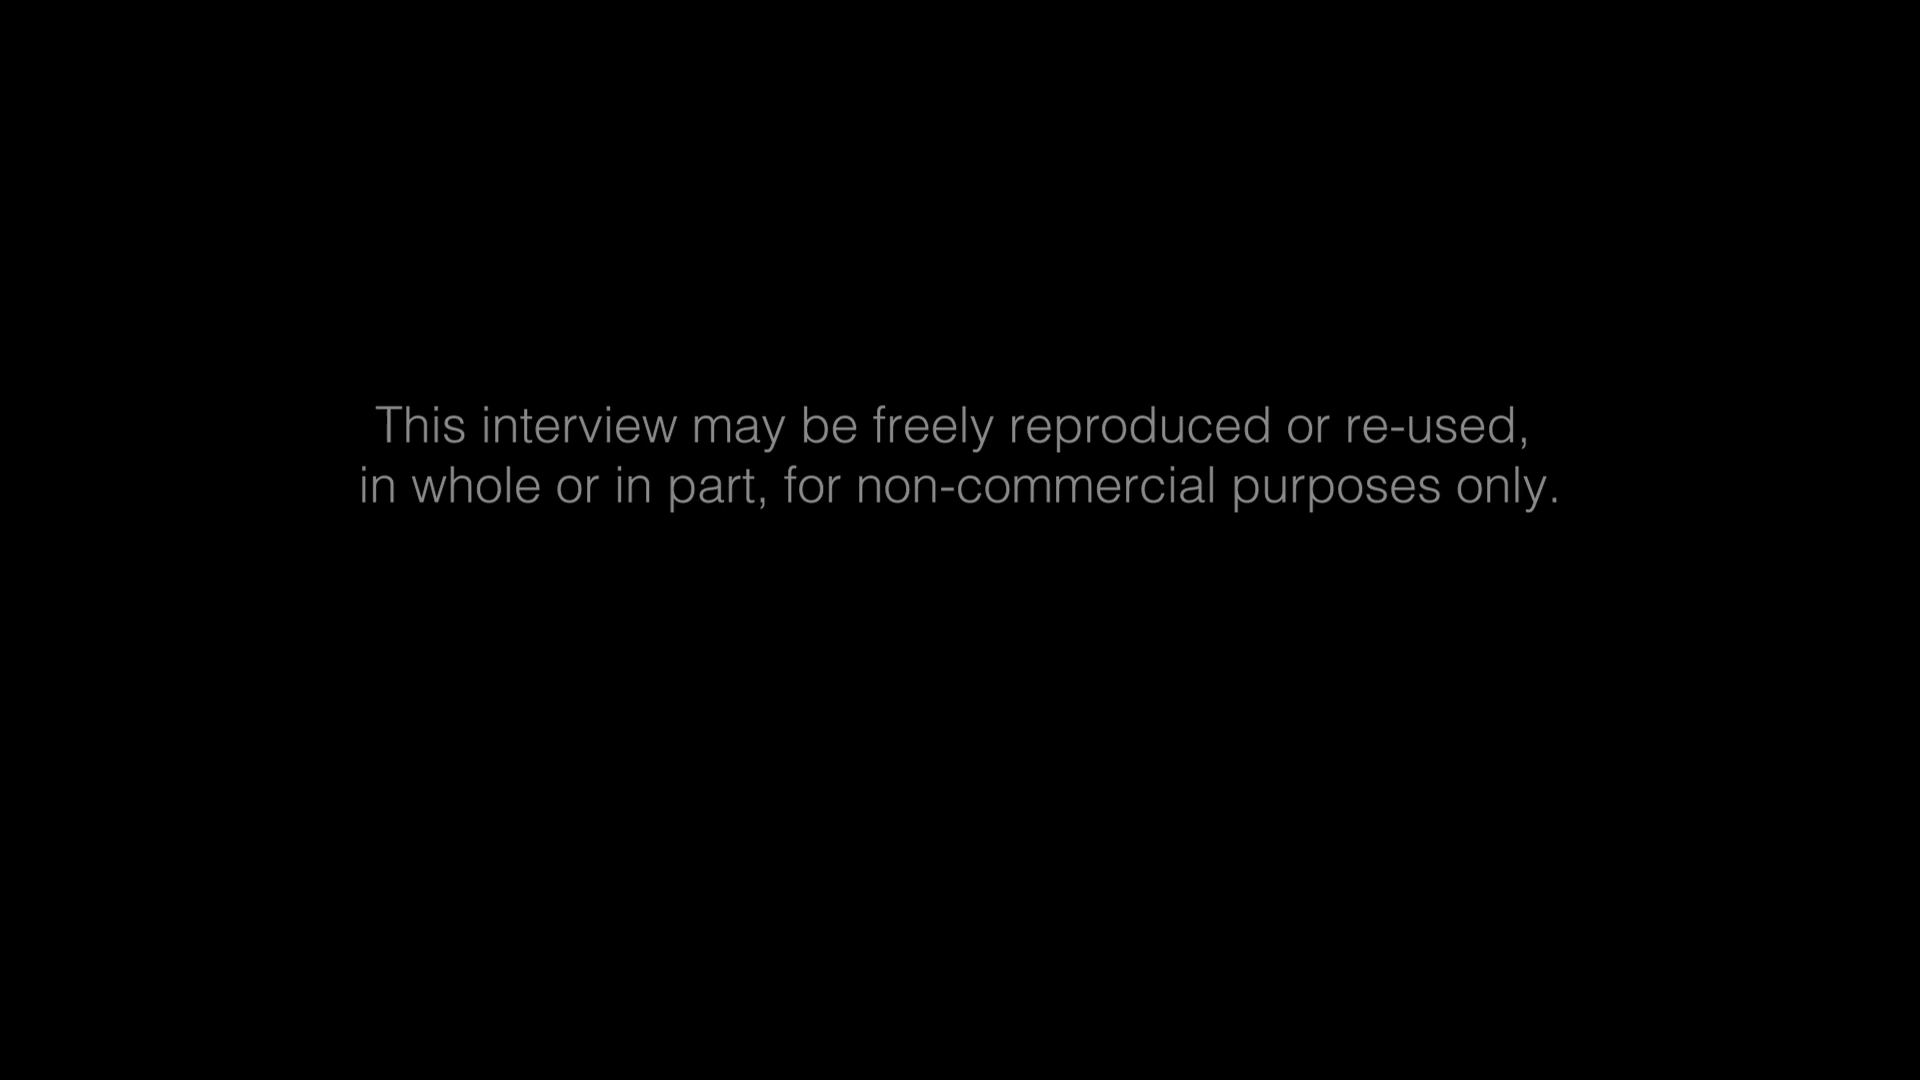 This interview may be freely reproduced or re-used,
in whole or in part, for non-commercial purposes only.